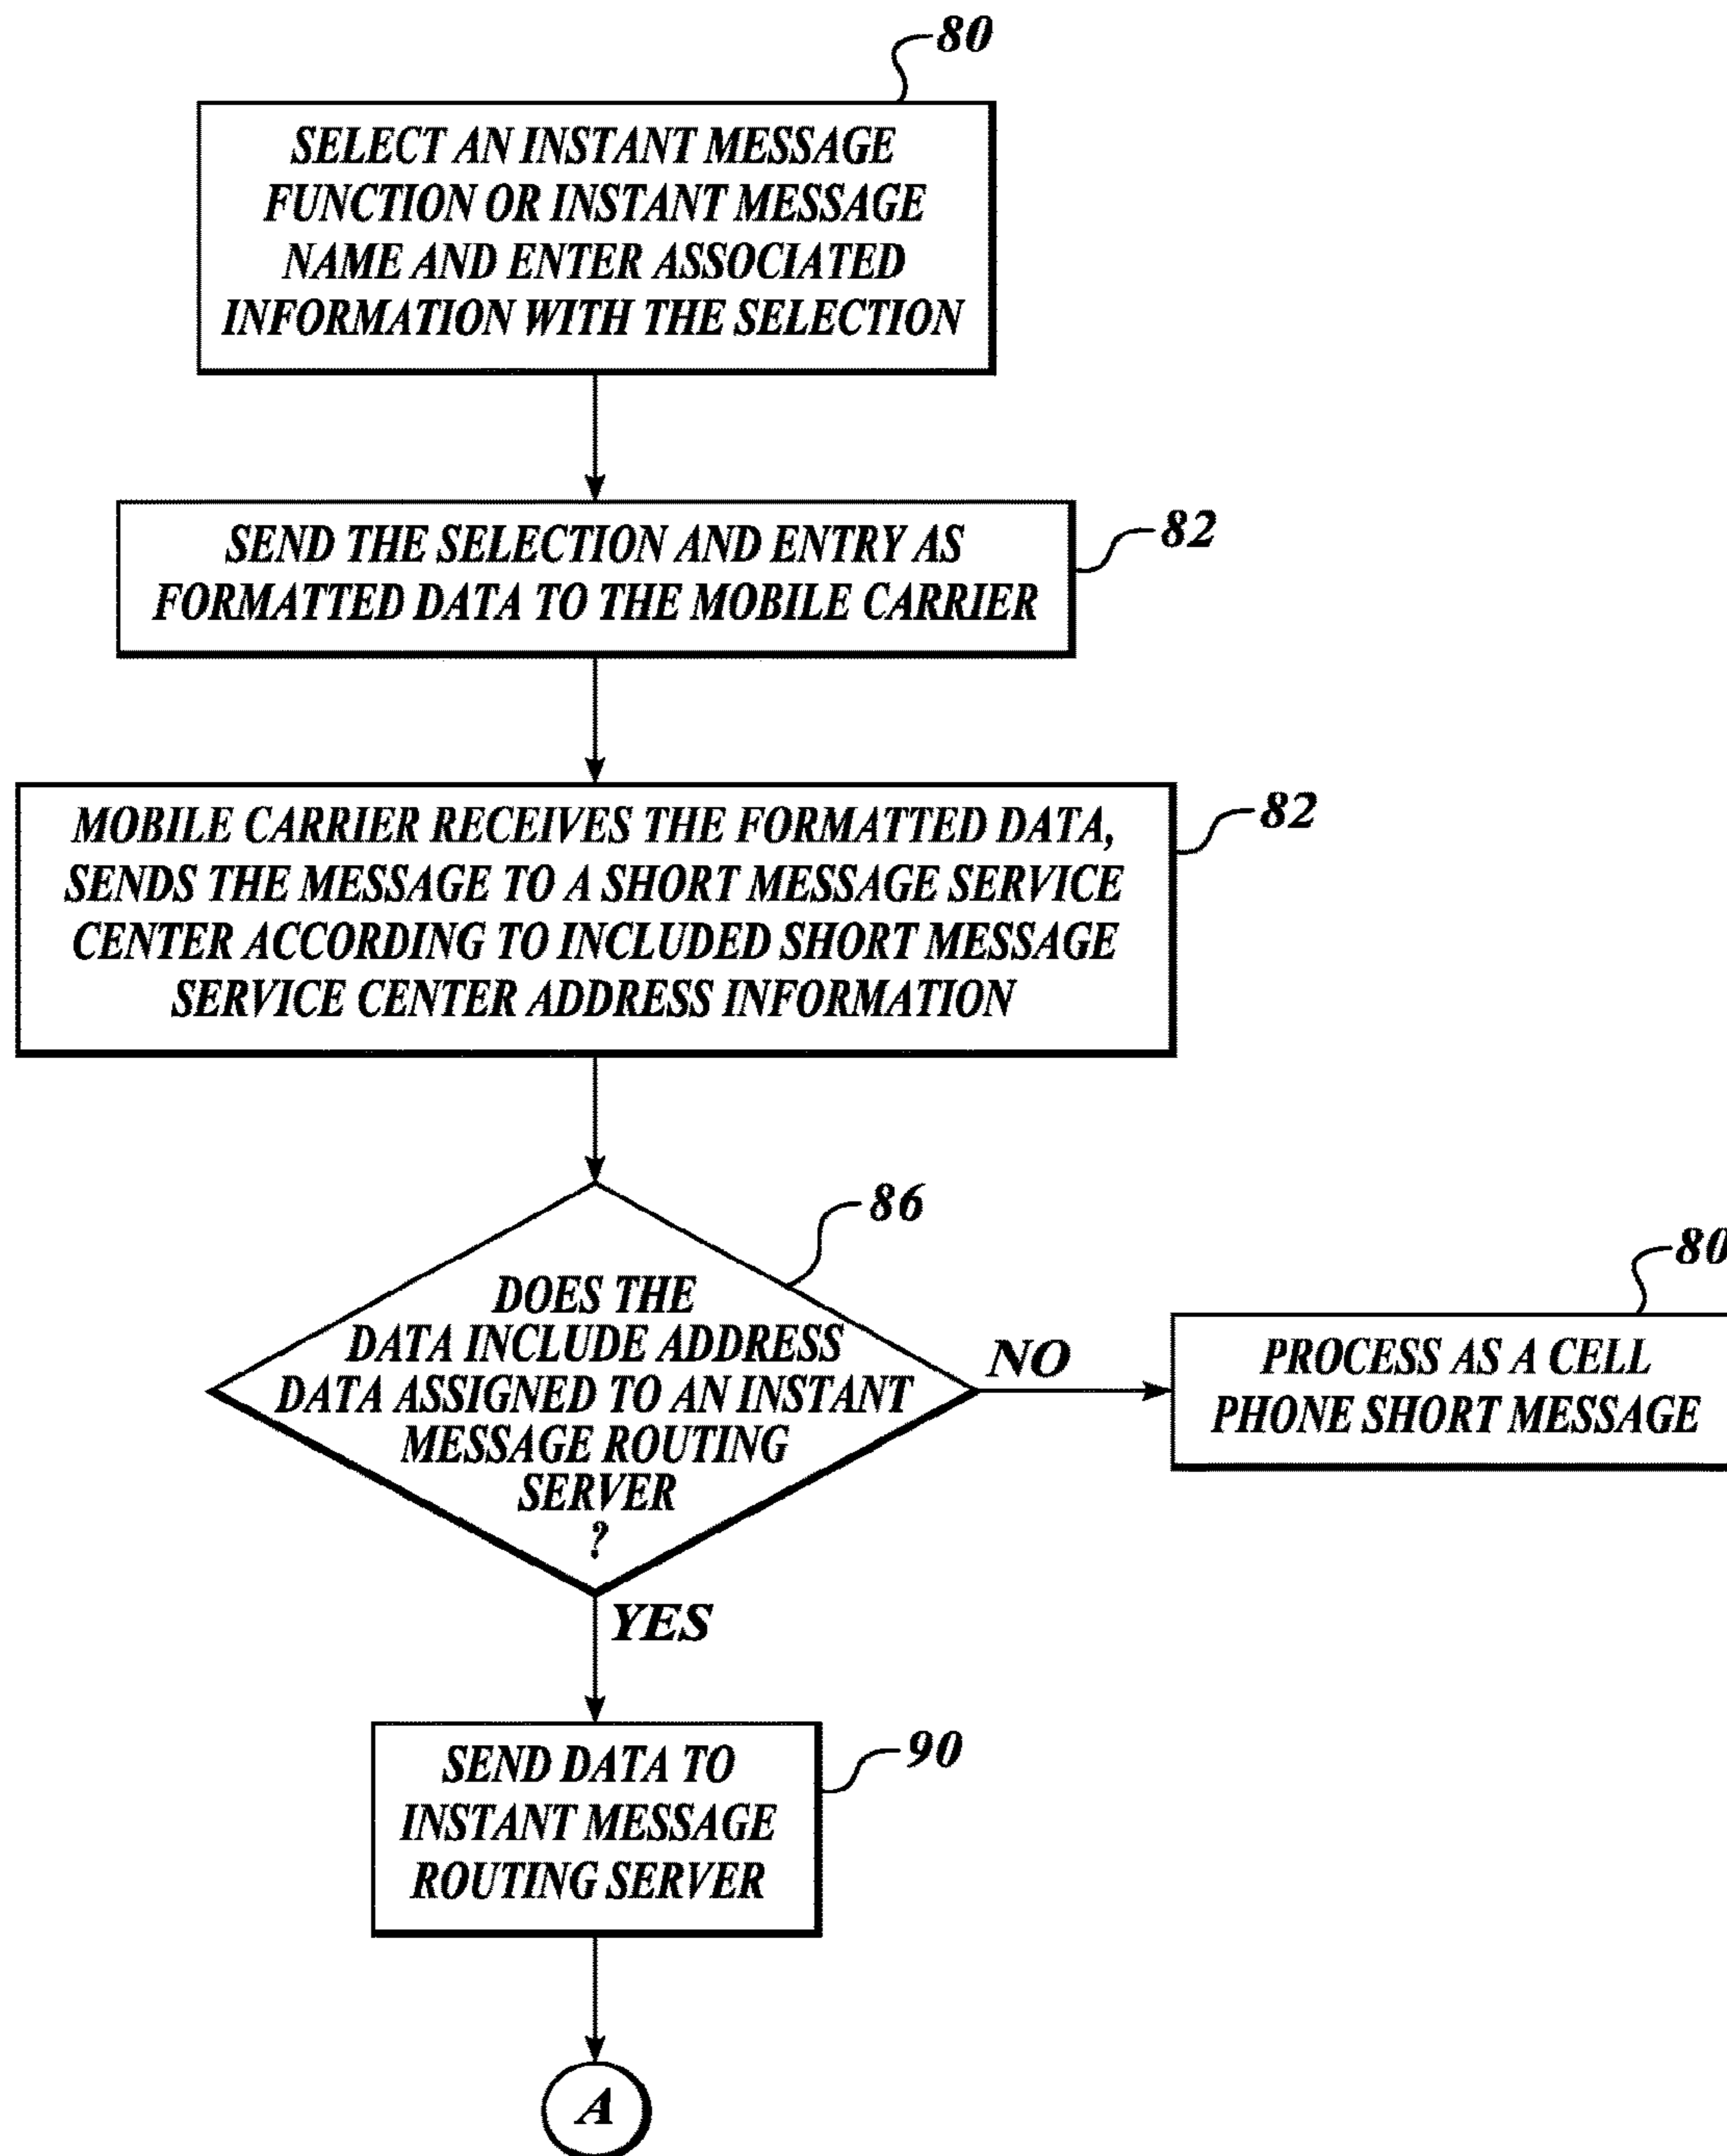 80
SELECT AN INSTANT MESSAGE
FUNCTION OR INSTANT MESSAGE
NAME AND ENTER ASSOCIATED
INFORMATION WITH THE SELECTION
82
SEND THE SELECTION AND ENTRY AS
FORMATTED DATA TO THE MOBILE CARRIER
82
MOBILE CARRIER RECEIVES THE FORMATTED DATA,
SENDS THE MESSAGE TO A SHORT MESSAGE SERVICE
CENTER ACCORDING TO INCLUDED SHORT MESSAGE
SERVICE CENTER ADDRESS INFORMATION
86
DOES THE
DATA INCLUDE ADDRESS
DATA ASSIGNED TO AN INSTANT
MESSAGE ROUTING
SERVER
?
NO
80
PROCESS AS A CELL
PHONE SHORT MESSAGE
YES
90
SEND DATA TO
INSTANT MESSAGE
ROUTING SERVER
A